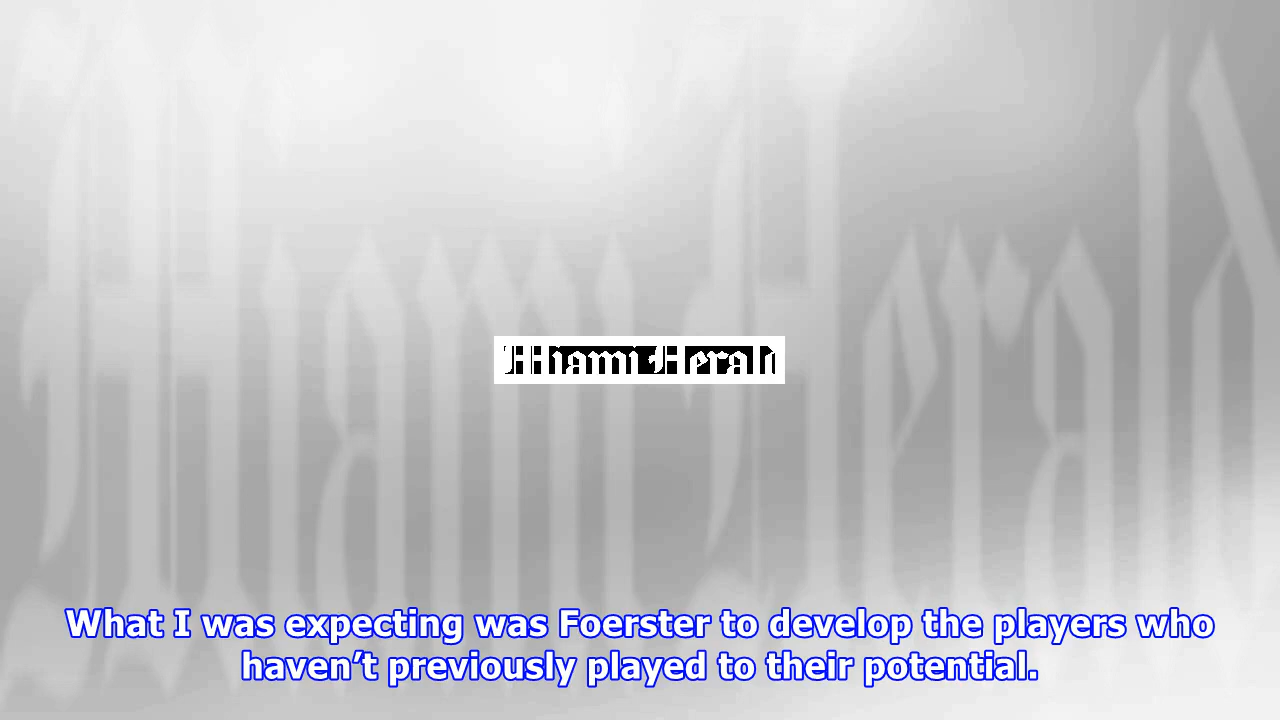 Miami Herald
What I was expecting was Foerster to develop the players who
haven’t previously played to their potential.